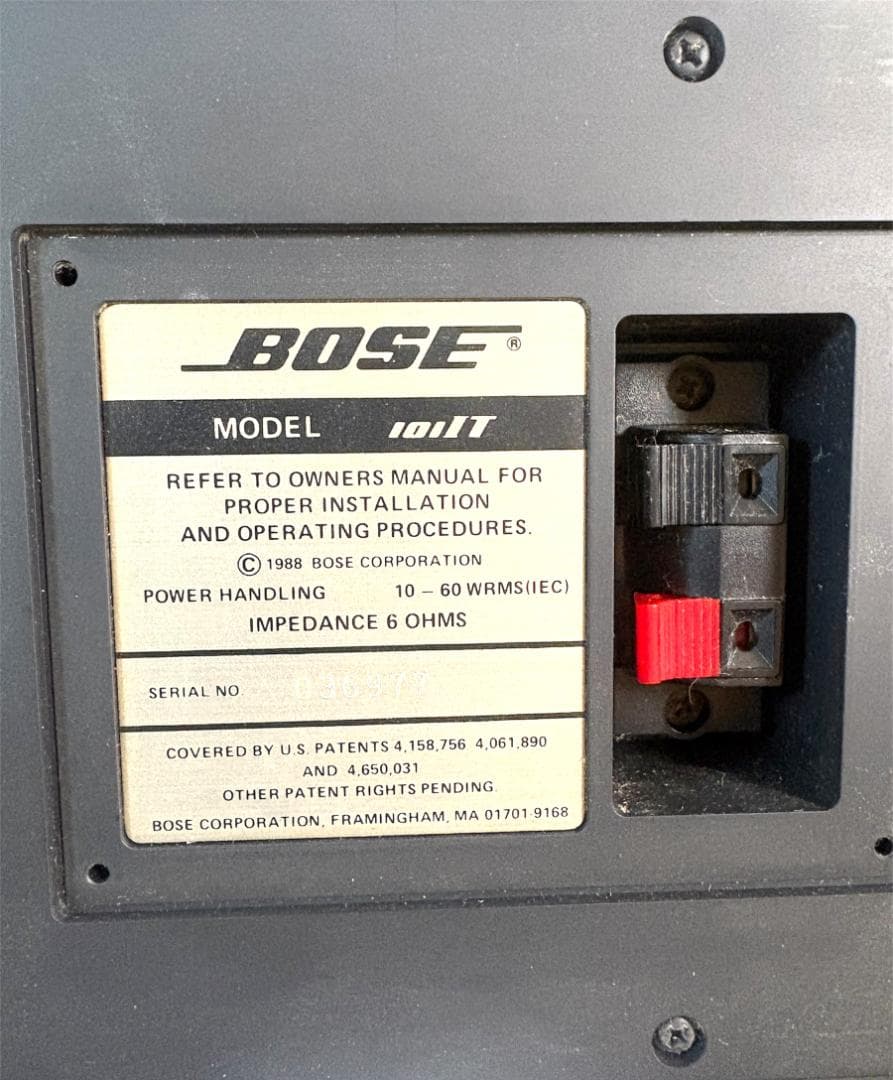 BOSE ®
MODEL 101IT
REFER TO OWNERS MANUAL FOR
PROPER INSTALLATION
AND OPERATING PROCEDURES.
© 1988 BOSE CORPORATION
POWER HANDLING 10 – 60 WRMS(IEC)
IMPEDANCE 6 OHMS
SERIAL NO. 036977
COVERED BY U.S. PATENTS 4,158,756 4,061,890
AND 4,650,031
OTHER PATENT RIGHTS PENDING.
BOSE CORPORATION, FRAMINGHAM, MA 01701-9168